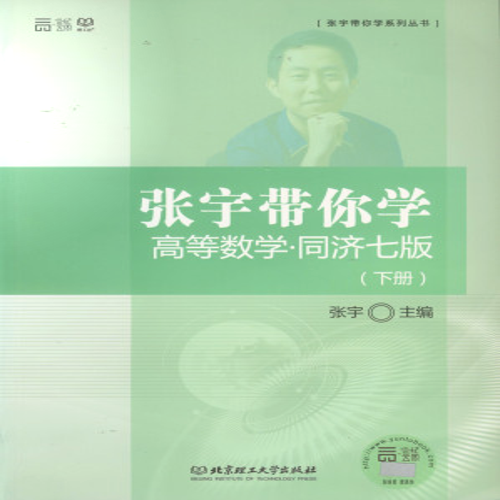 [ 张宇带你学系列丛书 ]
张宇带你学
高等数学·同济七版
（下册）
张宇 主编
北京理工大学出版社